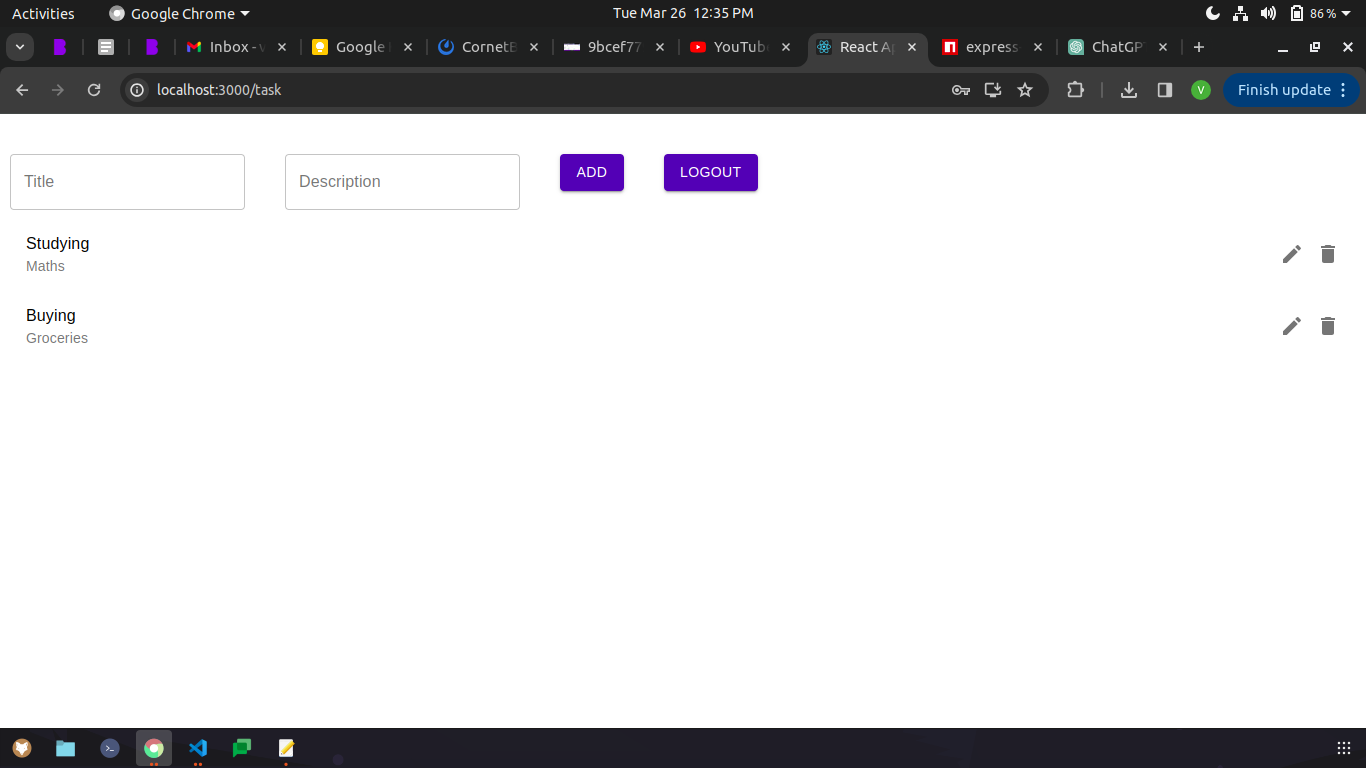 Activities Google Chrome Tue Mar 26 12:35 PM 86 %
Inbox - Google CornetB 9bcef77 YouTube React Ap express ChatGP
localhost:3000/task Finish update
Title Description ADD LOGOUT
Studying
Maths
Buying
Groceries